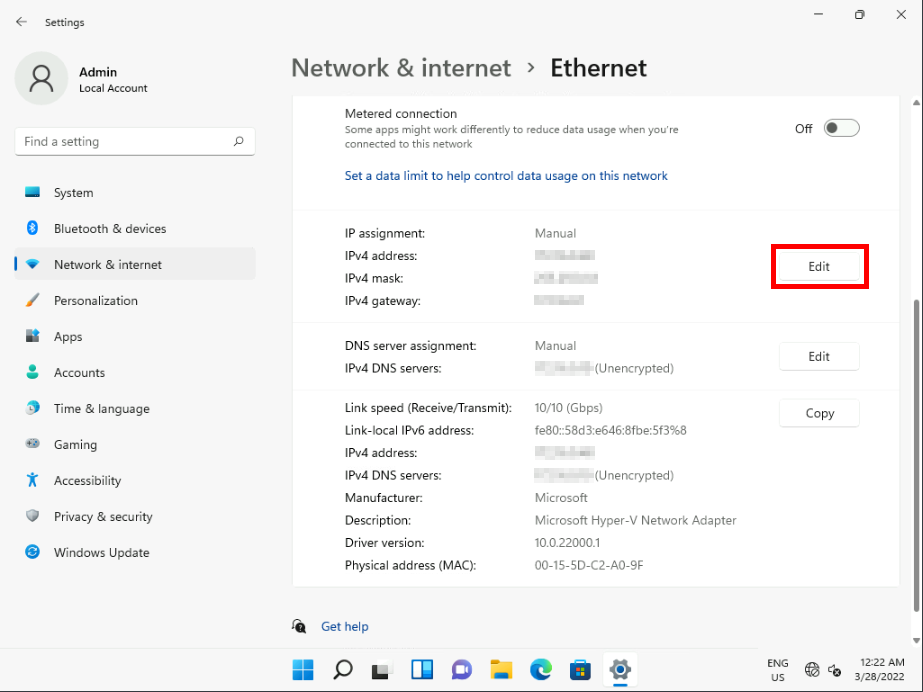 Settings
Admin
Local Account
Find a setting
System
Bluetooth & devices
Network & internet
Personalization
Apps
Accounts
Time & language
Gaming
Accessibility
Privacy & security
Windows Update
Network & internet > Ethernet
Metered connection
Some apps might work differently to reduce data usage when you're
connected to this network
Off
Set a data limit to help control data usage on this network
IP assignment: Manual
IPv4 address:
IPv4 mask:
IPv4 gateway:
Edit
DNS server assignment: Manual
IPv4 DNS servers: (Unencrypted)
Edit
Link speed (Receive/Transmit): 10/10 (Gbps)
Link-local IPv6 address: fe80::58d3:e646:8fbe:5f3%8
IPv4 address:
IPv4 DNS servers: (Unencrypted)
Manufacturer: Microsoft
Description: Microsoft Hyper-V Network Adapter
Driver version: 10.0.22000.1
Physical address (MAC): 00-15-5D-C2-A0-9F
Copy
Get help
ENG
US
12:22 AM
3/28/2022